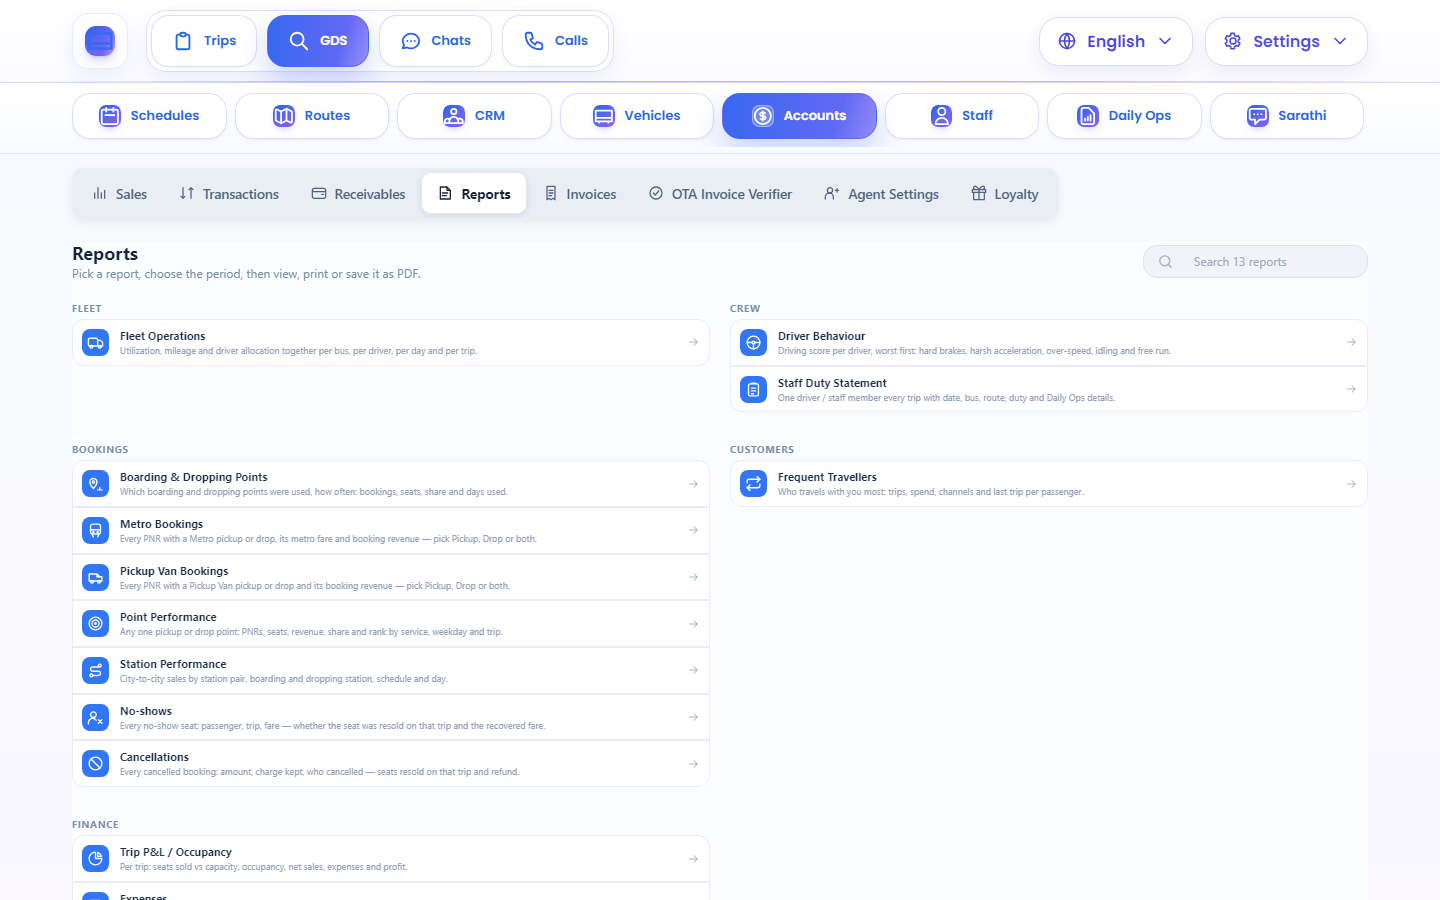 Trips
GDS
Chats
Calls
English
Settings
Schedules
Routes
CRM
Vehicles
Accounts
Staff
Daily Ops
Sarathi
Sales
Transactions
Receivables
Reports
Invoices
OTA Invoice Verifier
Agent Settings
Loyalty
Reports
Pick a report, choose the period, then view, print or save it as PDF.
Search 13 reports
FLEET
Fleet Operations
Utilization, mileage and driver allocation together per bus, per driver, per day and per trip.
CREW
Driver Behaviour
Driving score per driver, worst first: hard brakes, harsh acceleration, over-speed, idling and free run.
Staff Duty Statement
One driver / staff member every trip with date, bus, route, duty and Daily Ops details.
BOOKINGS
Boarding & Dropping Points
Which boarding and dropping points were used, how often: bookings, seats, share and days used.
Metro Bookings
Every PNR with a Metro pickup or drop, its metro fare and booking revenue — pick Pickup, Drop or both.
Pickup Van Bookings
Every PNR with a Pickup Van pickup or drop and its booking revenue — pick Pickup, Drop or both.
Point Performance
Any one pickup or drop point: PNRs, seats, revenue, share and rank by service, weekday and trip.
Station Performance
City-to-city sales by station pair, boarding and dropping station, schedule and day.
No-shows
Every no-show seat: passenger, trip, fare — whether the seat was resold on that trip and the recovered fare.
Cancellations
Every cancelled booking: amount, charge kept, who cancelled — seats resold on that trip and refund.
CUSTOMERS
Frequent Travellers
Who travels with you most: trips, spend, channels and last trip per passenger.
FINANCE
Trip P&L / Occupancy
Per trip: seats sold vs capacity, occupancy, net sales, expenses and profit.
Expenses